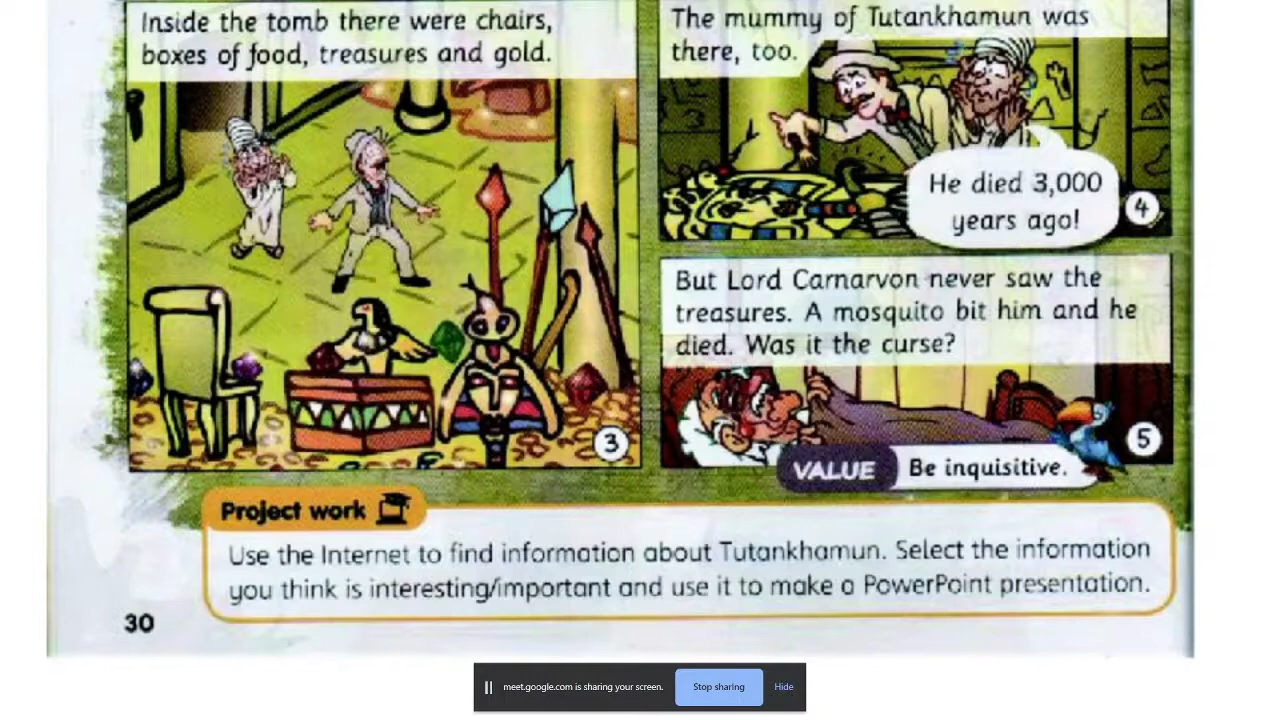 Inside the tomb there were chairs,
boxes of food, treasures and gold.
3
The mummy of Tutankhamun was
there, too.
He died 3,000
years ago!
4
But Lord Carnarvon never saw the
treasures. A mosquito bit him and he
died. Was it the curse?
5
VALUE Be inquisitive.
Project work
Use the Internet to find information about Tutankhamun. Select the information
you think is interesting/important and use it to make a PowerPoint presentation.
30
meet.google.com is sharing your screen. Stop sharing Hide